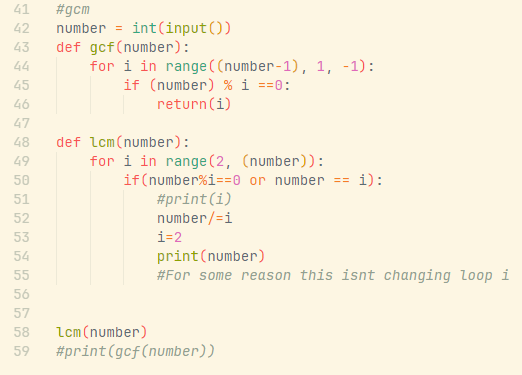 41 #gcm
42 number = int(input())
43 def gcf(number):
44     for i in range((number-1), 1, -1):
45         if (number) % i ==0:
46             return(i)
47
48 def lcm(number):
49     for i in range(2, (number)):
50         if(number%i==0 or number == i):
51             #print(i)
52             number/=i
53             i=2
54             print(number)
55             #For some reason this isnt changing loop i
56
57
58 lcm(number)
59 #print(gcf(number))